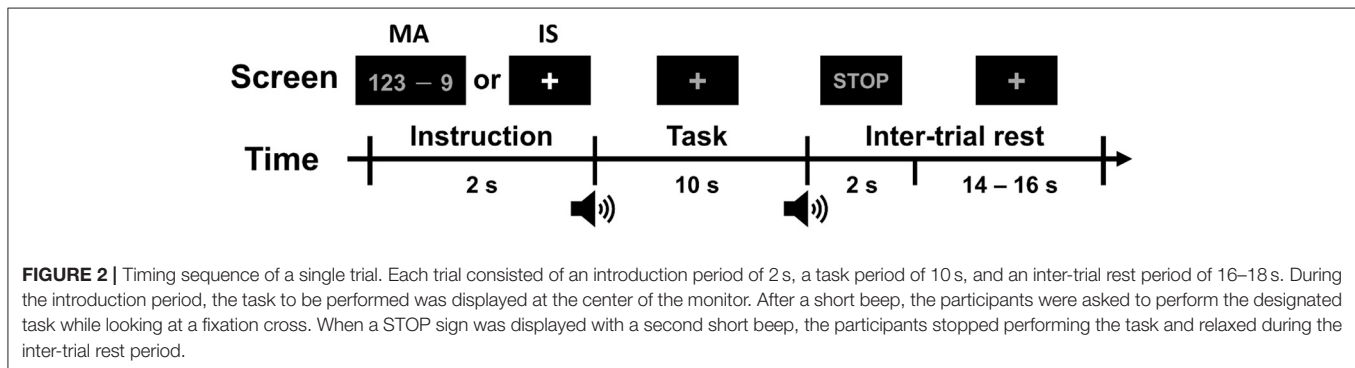 MA IS
Screen 123 – 9 or + + STOP +
Instruction Task Inter-trial rest
Time
2 s 10 s 2 s 14 – 16 s
FIGURE 2 | Timing sequence of a single trial. Each trial consisted of an introduction period of 2 s, a task period of 10 s, and an inter-trial rest period of 16–18 s. During
the introduction period, the task to be performed was displayed at the center of the monitor. After a short beep, the participants were asked to perform the designated
task while looking at a fixation cross. When a STOP sign was displayed with a second short beep, the participants stopped performing the task and relaxed during the
inter-trial rest period.